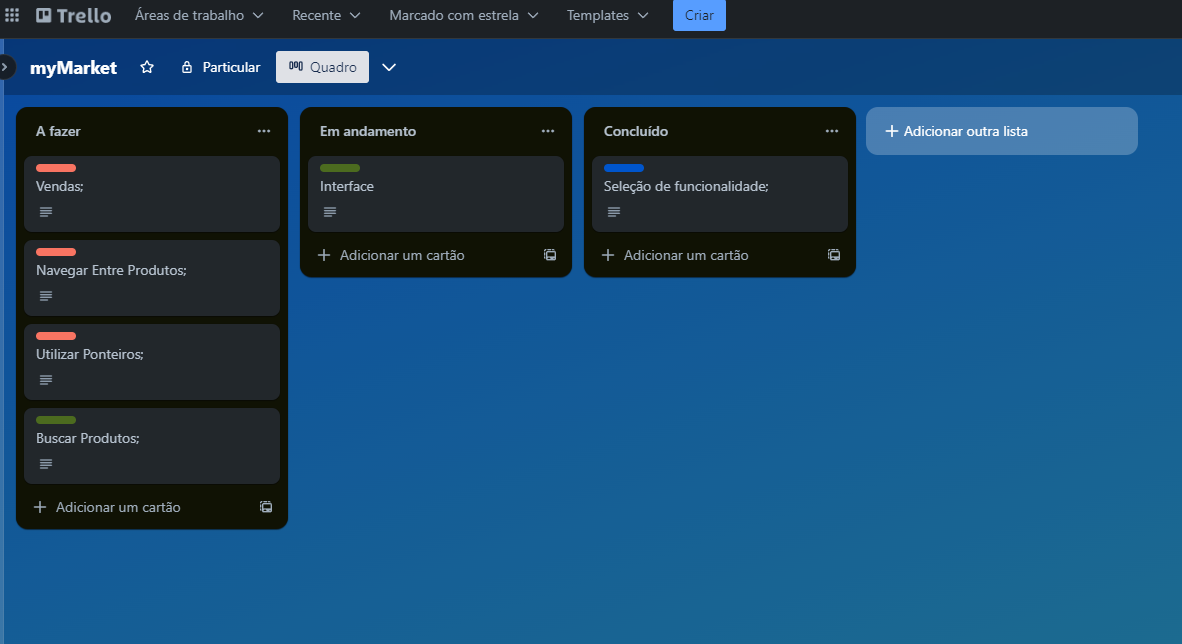 Trello Áreas de trabalho Recente Marcado com estrela Templates Criar
myMarket Particular Quadro
A fazer
Vendas;
Navegar Entre Produtos;
Utilizar Ponteiros;
Buscar Produtos;
Adicionar um cartão
Em andamento
Interface
Adicionar um cartão
Concluído
Seleção de funcionalidade;
Adicionar um cartão
Adicionar outra lista